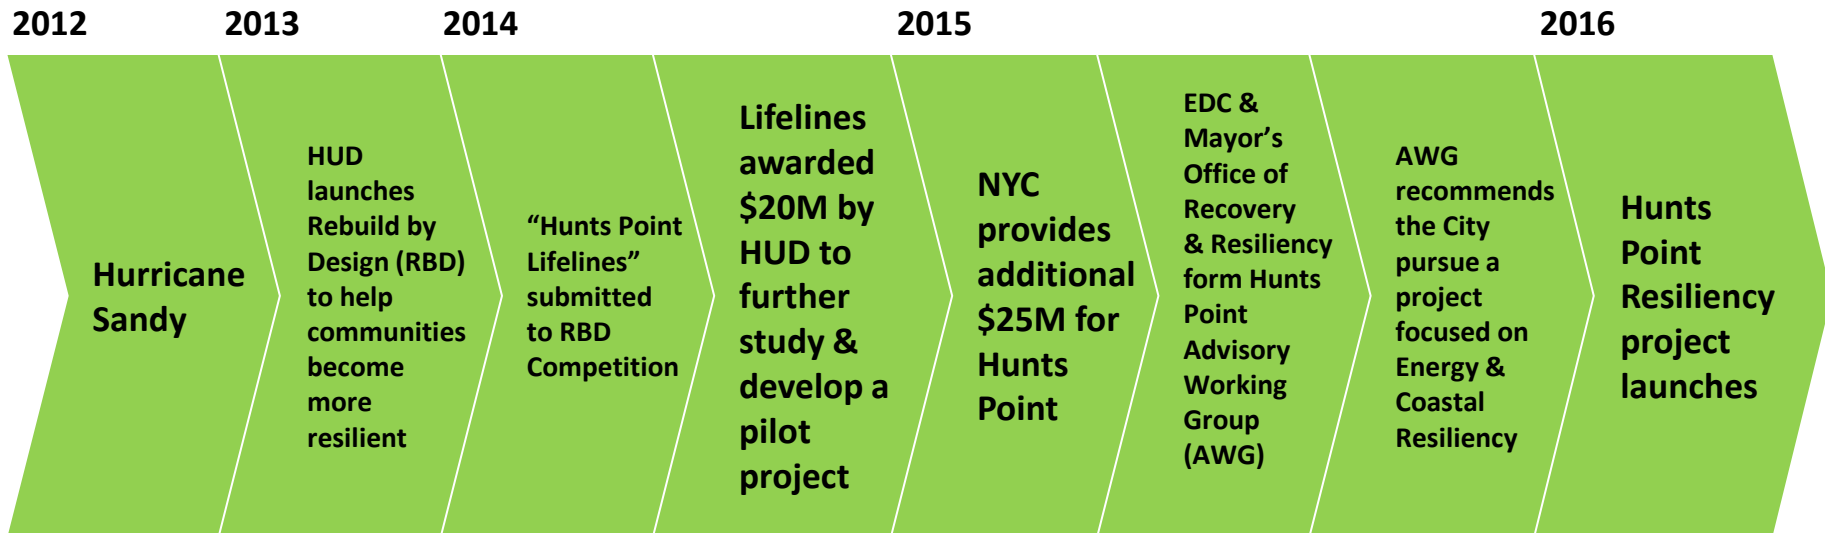 2012
2013
2014
2015
2016
Hurricane
Sandy
HUD
launches
Rebuild by
Design (RBD)
to help
communities
become
more
resilient
“Hunts Point
Lifelines”
submitted
to RBD
Competition
Lifelines
awarded
$20M by
HUD to
further
study &
develop a
pilot
project
NYC
provides
additional
$25M for
Hunts
Point
EDC &
Mayor’s
Office of
Recovery
& Resiliency
form Hunts
Point
Advisory
Working
Group
(AWG)
AWG
recommends
the City
pursue a
project
focused on
Energy &
Coastal
Resiliency
Hunts
Point
Resiliency
project
launches